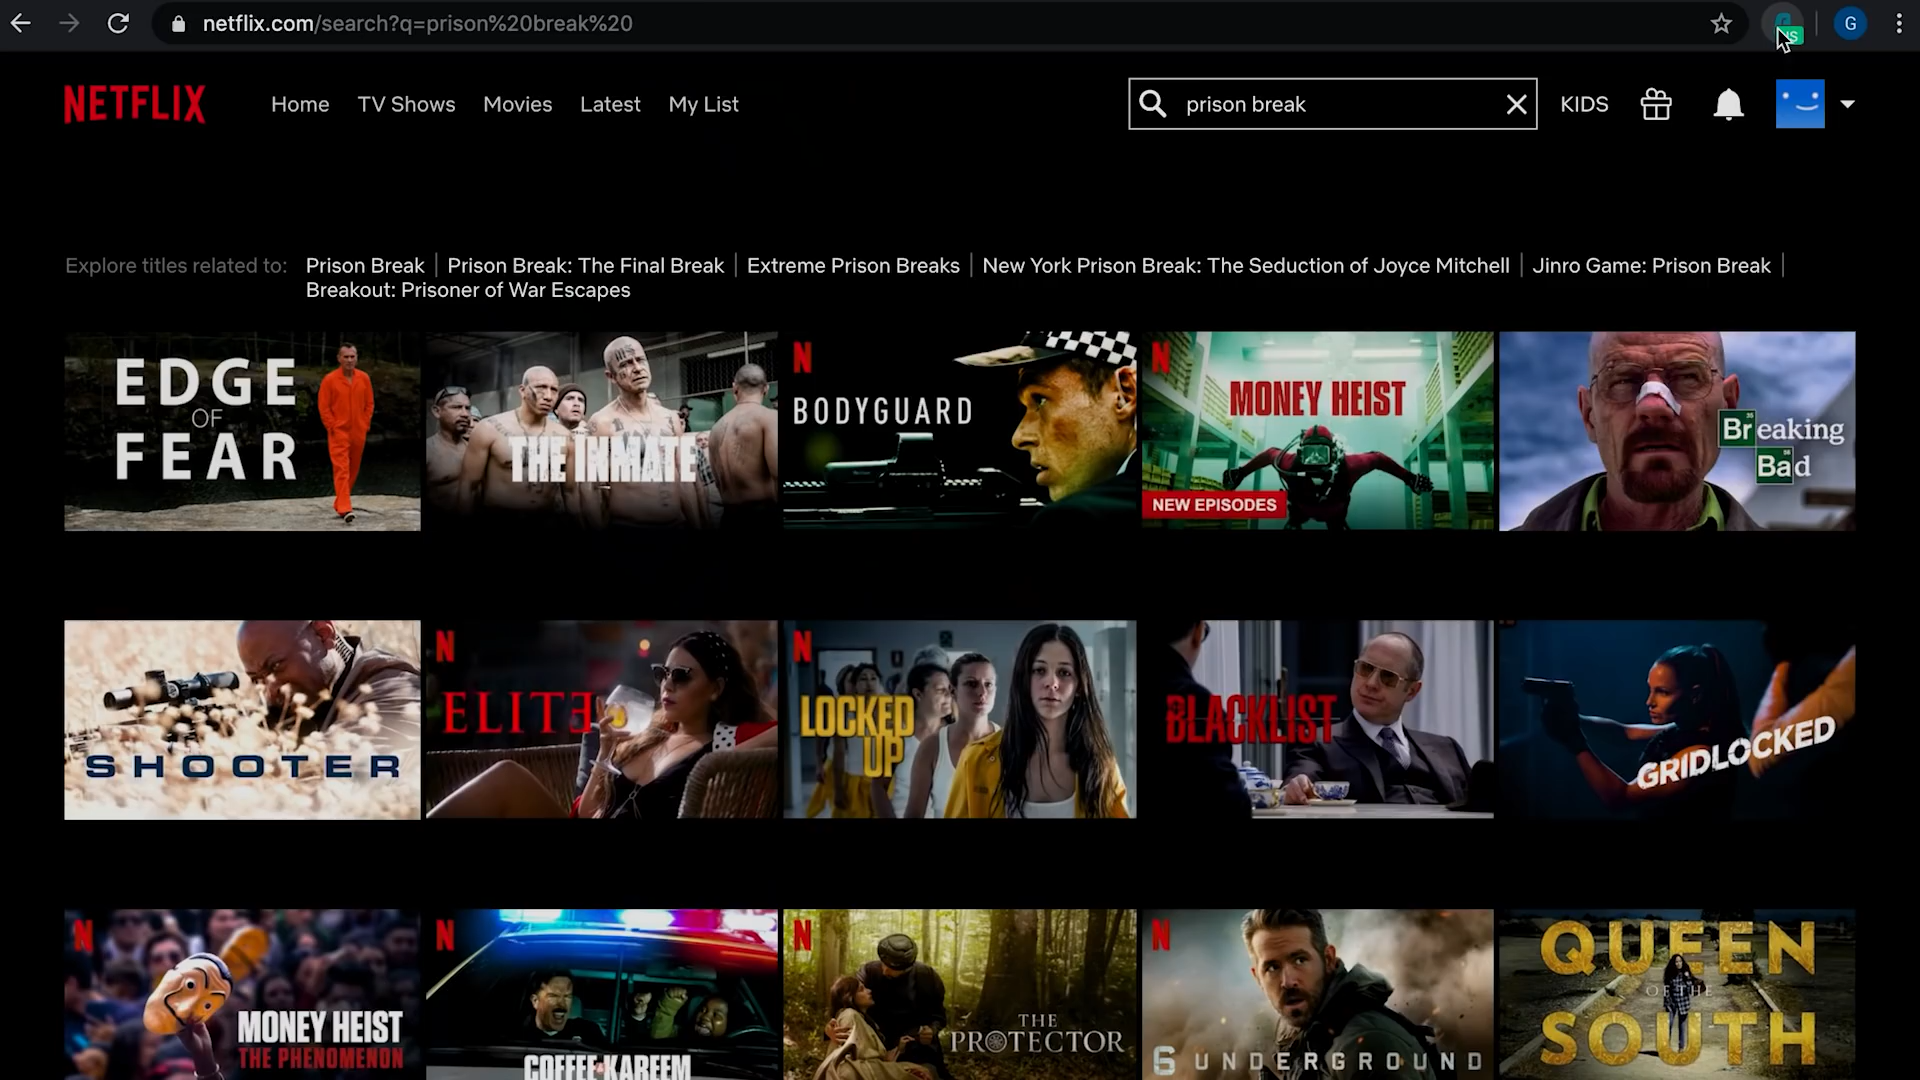 netflix.com/search?q=prison%20break%20
G
NETFLIX
Home
TV Shows
Movies
Latest
My List
prison break
KIDS
Explore titles related to:
Prison Break
Prison Break: The Final Break
Extreme Prison Breaks
New York Prison Break: The Seduction of Joyce Mitchell
Jinro Game: Prison Break
Breakout: Prisoner of War Escapes
EDGE
OF
FEAR
THE INMATE
N
BODYGUARD
N
MONEY HEIST
NEW EPISODES
35
Breaking
56
Bad
SHOOTER
N
ELITE
N
LOCKED
UP
BLACKLIST
GRIDLOCKED
N
MONEY HEIST
THE PHENOMENON
N
COFFEE & KAREEM
N
THE
PROTECTOR
N
6 UNDERGROUND
QUEEN
OF THE
SOUTH